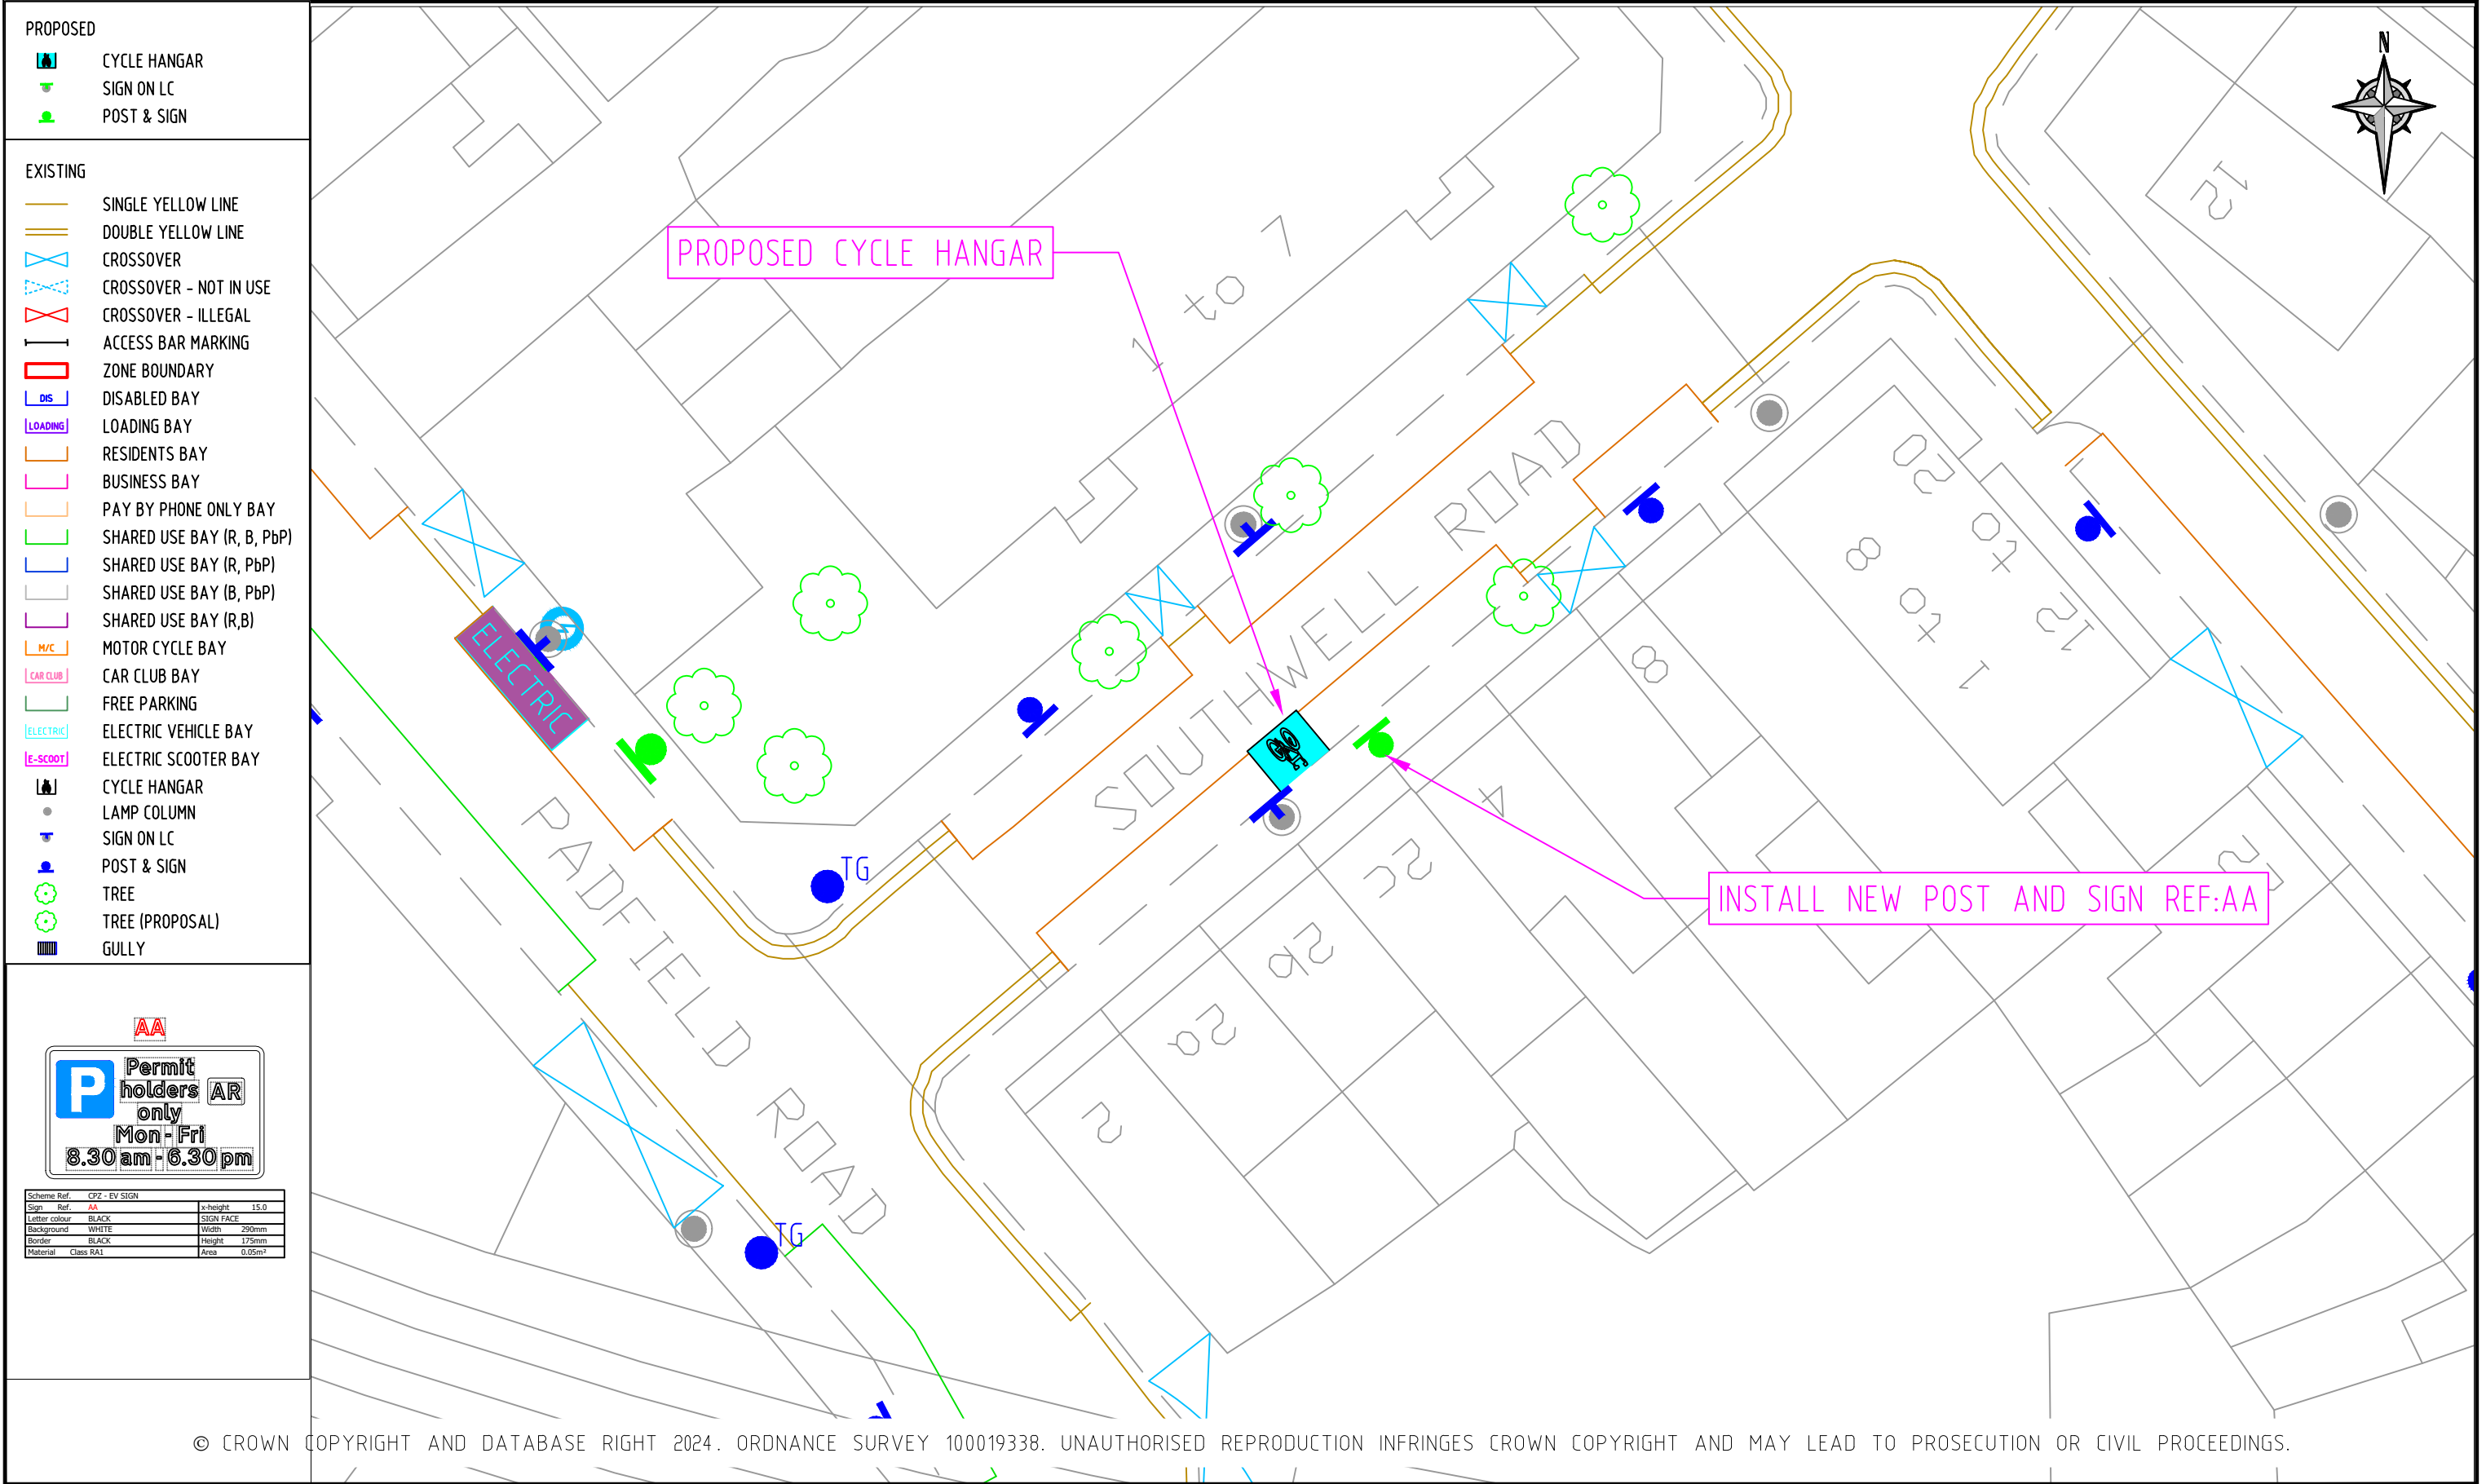 PROPOSED
CYCLE HANGAR
SIGN ON LC
POST & SIGN
EXISTING
SINGLE YELLOW LINE
DOUBLE YELLOW LINE
CROSSOVER
CROSSOVER - NOT IN USE
CROSSOVER - ILLEGAL
ACCESS BAR MARKING
ZONE BOUNDARY
DIS DISABLED BAY
LOADING LOADING BAY
RESIDENTS BAY
BUSINESS BAY
PAY BY PHONE ONLY BAY
SHARED USE BAY (R, B, PbP)
SHARED USE BAY (R, PbP)
SHARED USE BAY (B, PbP)
SHARED USE BAY (R,B)
M/C MOTOR CYCLE BAY
CAR CLUB CAR CLUB BAY
FREE PARKING
ELECTRIC ELECTRIC VEHICLE BAY
E-SCOOT ELECTRIC SCOOTER BAY
CYCLE HANGAR
LAMP COLUMN
SIGN ON LC
POST & SIGN
TREE
TREE (PROPOSAL)
GULLY
AA
P Permit
holders AR
only
Mon - Fri
8.30 am - 6.30 pm
Scheme Ref. CPZ - EV SIGN
Sign Ref. AA x-height 15.0
Letter colour BLACK SIGN FACE
Background WHITE Width 290mm
Border BLACK Height 175mm
Material Class RA1 Area 0.05m²
N
PROPOSED CYCLE HANGAR
1 to 7
12
SOUTHWELL ROAD
ELECTRIC
PADFIELD ROAD
TG
TG
8
4
2c
2b
2a
2
INSTALL NEW POST AND SIGN REF:AA
© CROWN COPYRIGHT AND DATABASE RIGHT 2024. ORDNANCE SURVEY 100019338. UNAUTHORISED REPRODUCTION INFRINGES CROWN COPYRIGHT AND MAY LEAD TO PROSECUTION OR CIVIL PROCEEDINGS.